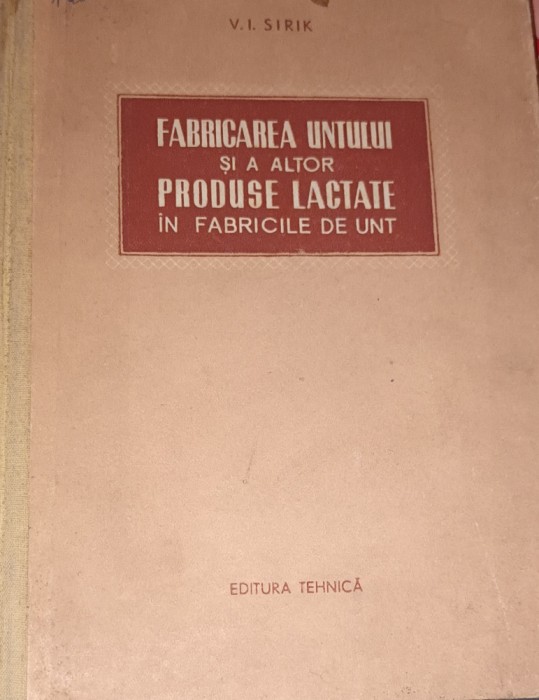 V. I. SIRIK
FABRICAREA UNTULUI
ȘI A ALTOR
PRODUSE LACTATE
ÎN FABRICILE DE UNT
EDITURA TEHNICĂ